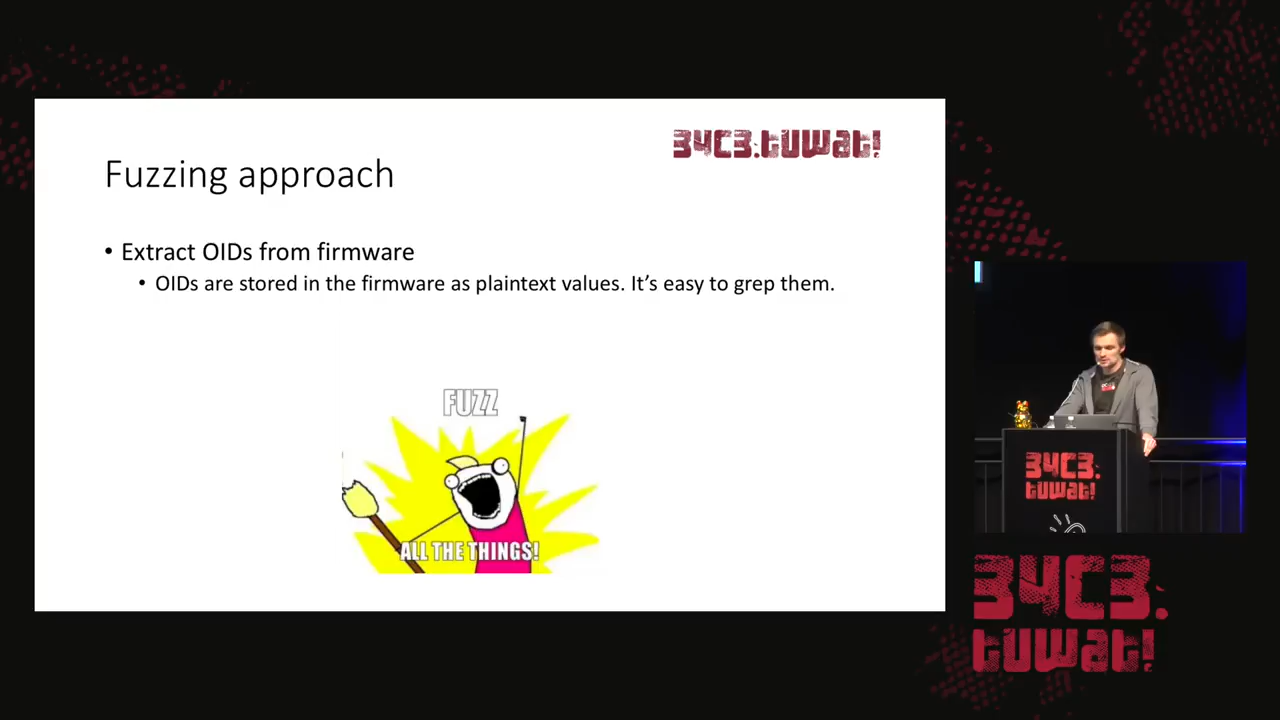 34C3.tuwat!
Fuzzing approach
• Extract OIDs from firmware
• OIDs are stored in the firmware as plaintext values. It's easy to grep them.
FUZZ
ALL THE THINGS!
34C3.
tuwat!
34C3.
tuwat!